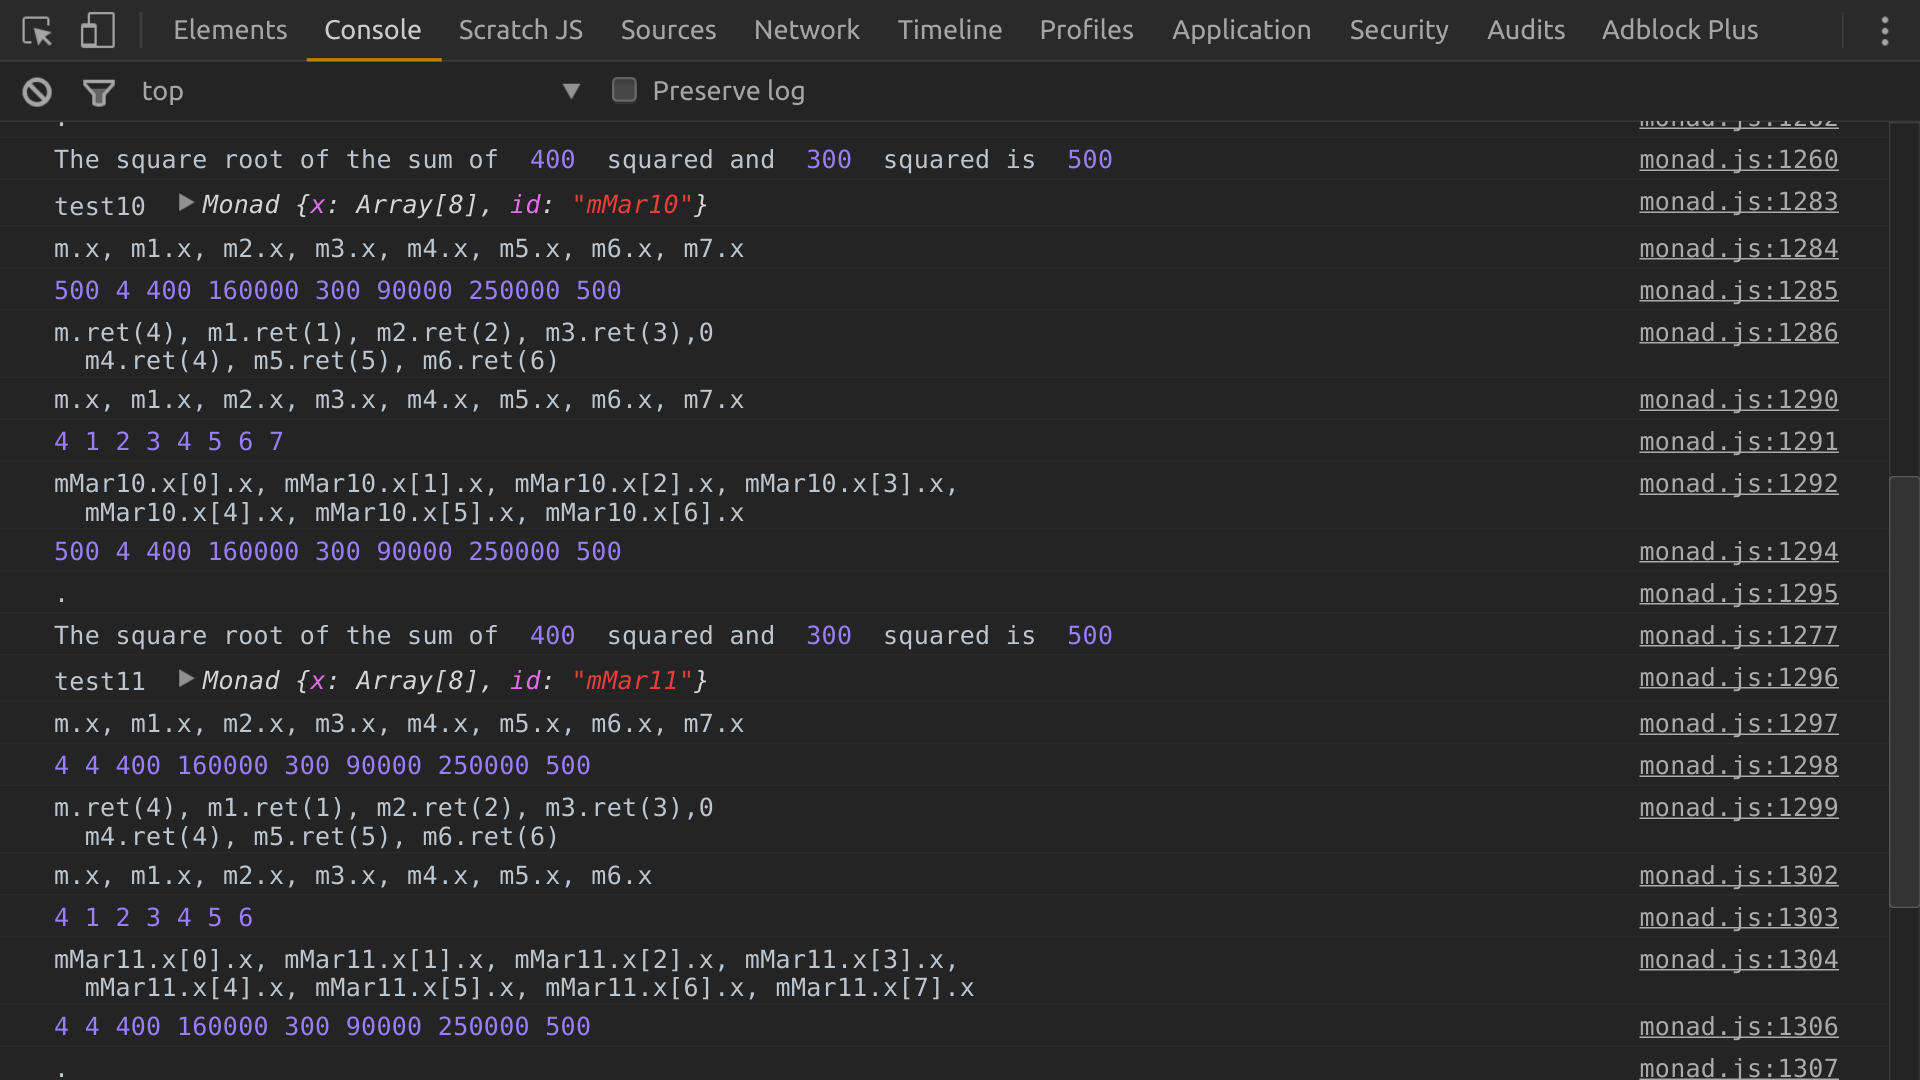 Elements Console Scratch JS Sources Network Timeline Profiles Application Security Audits Adblock Plus
top ▼ Preserve log
. monad.js:1282
The square root of the sum of 400 squared and 300 squared is 500 monad.js:1260
test10 ▶Monad {x: Array[8], id: "mMar10"} monad.js:1283
m.x, m1.x, m2.x, m3.x, m4.x, m5.x, m6.x, m7.x monad.js:1284
500 4 400 160000 300 90000 250000 500 monad.js:1285
m.ret(4), m1.ret(1), m2.ret(2), m3.ret(3),0 monad.js:1286
m4.ret(4), m5.ret(5), m6.ret(6)
m.x, m1.x, m2.x, m3.x, m4.x, m5.x, m6.x, m7.x monad.js:1290
4 1 2 3 4 5 6 7 monad.js:1291
mMar10.x[0].x, mMar10.x[1].x, mMar10.x[2].x, mMar10.x[3].x, monad.js:1292
mMar10.x[4].x, mMar10.x[5].x, mMar10.x[6].x
500 4 400 160000 300 90000 250000 500 monad.js:1294
. monad.js:1295
The square root of the sum of 400 squared and 300 squared is 500 monad.js:1277
test11 ▶Monad {x: Array[8], id: "mMar11"} monad.js:1296
m.x, m1.x, m2.x, m3.x, m4.x, m5.x, m6.x, m7.x monad.js:1297
4 4 400 160000 300 90000 250000 500 monad.js:1298
m.ret(4), m1.ret(1), m2.ret(2), m3.ret(3),0 monad.js:1299
m4.ret(4), m5.ret(5), m6.ret(6)
m.x, m1.x, m2.x, m3.x, m4.x, m5.x, m6.x monad.js:1302
4 1 2 3 4 5 6 monad.js:1303
mMar11.x[0].x, mMar11.x[1].x, mMar11.x[2].x, mMar11.x[3].x, monad.js:1304
mMar11.x[4].x, mMar11.x[5].x, mMar11.x[6].x, mMar11.x[7].x
4 4 400 160000 300 90000 250000 500 monad.js:1306
. monad.js:1307